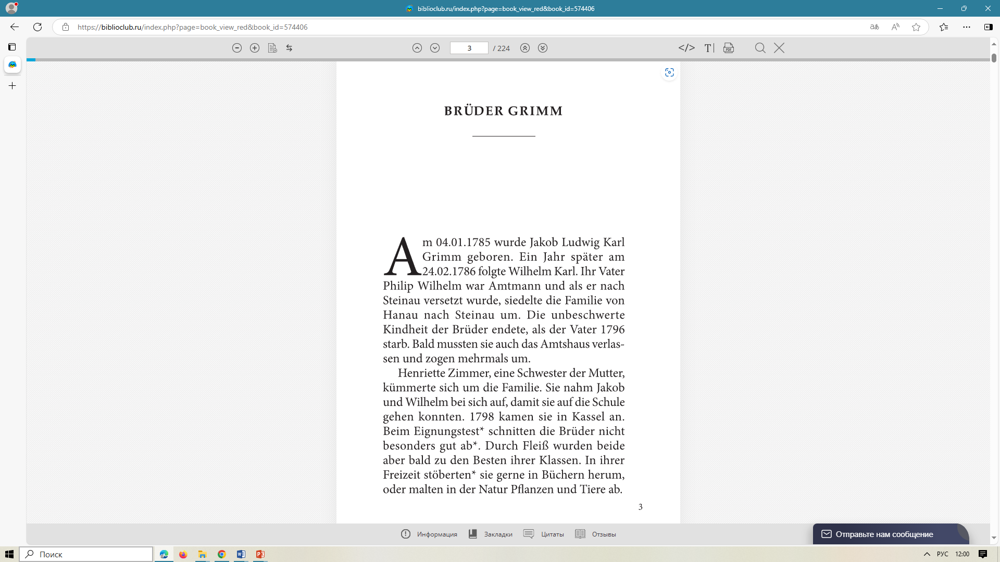 biblioclub.ru/index.php?page=book_view_red&book_id=574406
https://biblioclub.ru/index.php?page=book_view_red&book_id=574406
3 / 224
BRÜDER GRIMM
Am 04.01.1785 wurde Jakob Ludwig Karl
Grimm geboren. Ein Jahr später am
24.02.1786 folgte Wilhelm Karl. Ihr Vater
Philip Wilhelm war Amtmann und als er nach
Steinau versetzt wurde, siedelte die Familie von
Hanau nach Steinau um. Die unbeschwerte
Kindheit der Brüder endete, als der Vater 1796
starb. Bald mussten sie auch das Amtshaus verlas-
sen und zogen mehrmals um.
Henriette Zimmer, eine Schwester der Mutter,
kümmerte sich um die Familie. Sie nahm Jakob
und Wilhelm bei sich auf, damit sie auf die Schule
gehen konnten. 1798 kamen sie in Kassel an.
Beim Eignungstest* schnitten die Brüder nicht
besonders gut ab*. Durch Fleiß wurden beide
aber bald zu den Besten ihrer Klassen. In ihrer
Freizeit stöberten* sie gerne in Büchern herum,
oder malten in der Natur Pflanzen und Tiere ab.
3
Информация Закладки Цитаты Отзывы
Отправьте нам сообщение
Поиск
РУС 12:00